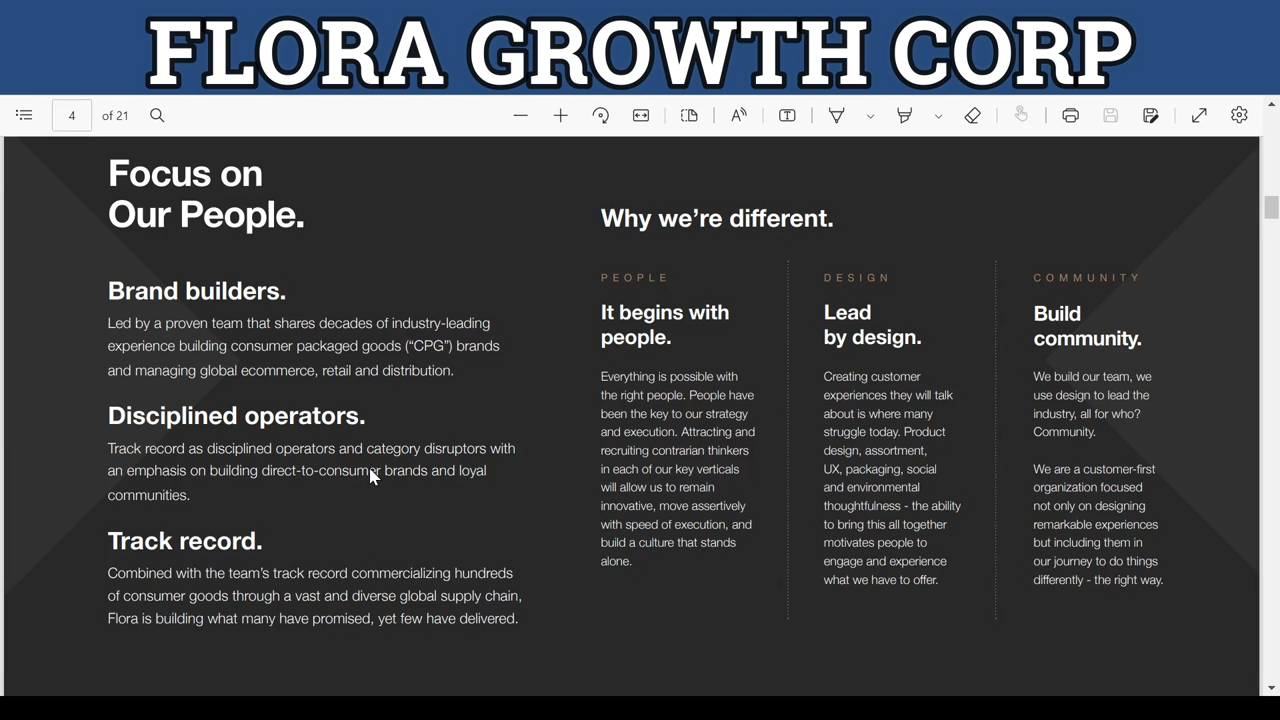 FLORA GROWTH CORP
4 of 21
Focus on
Our People.
Brand builders.
Led by a proven team that shares decades of industry-leading
experience building consumer packaged goods (“CPG”) brands
and managing global ecommerce, retail and distribution.
Disciplined operators.
Track record as disciplined operators and category disruptors with
an emphasis on building direct-to-consumer brands and loyal
communities.
Track record.
Combined with the team’s track record commercializing hundreds
of consumer goods through a vast and diverse global supply chain,
Flora is building what many have promised, yet few have delivered.
Why we’re different.
PEOPLE
It begins with
people.
Everything is possible with
the right people. People have
been the key to our strategy
and execution. Attracting and
recruiting contrarian thinkers
in each of our key verticals
will allow us to remain
innovative, move assertively
with speed of execution, and
build a culture that stands
alone.
DESIGN
Lead
by design.
Creating customer
experiences they will talk
about is where many
struggle today. Product
design, assortment,
UX, packaging, social
and environmental
thoughtfulness - the ability
to bring this all together
motivates people to
engage and experience
what we have to offer.
COMMUNITY
Build
community.
We build our team, we
use design to lead the
industry, all for who?
Community.
We are a customer-first
organization focused
not only on designing
remarkable experiences
but including them in
our journey to do things
differently - the right way.